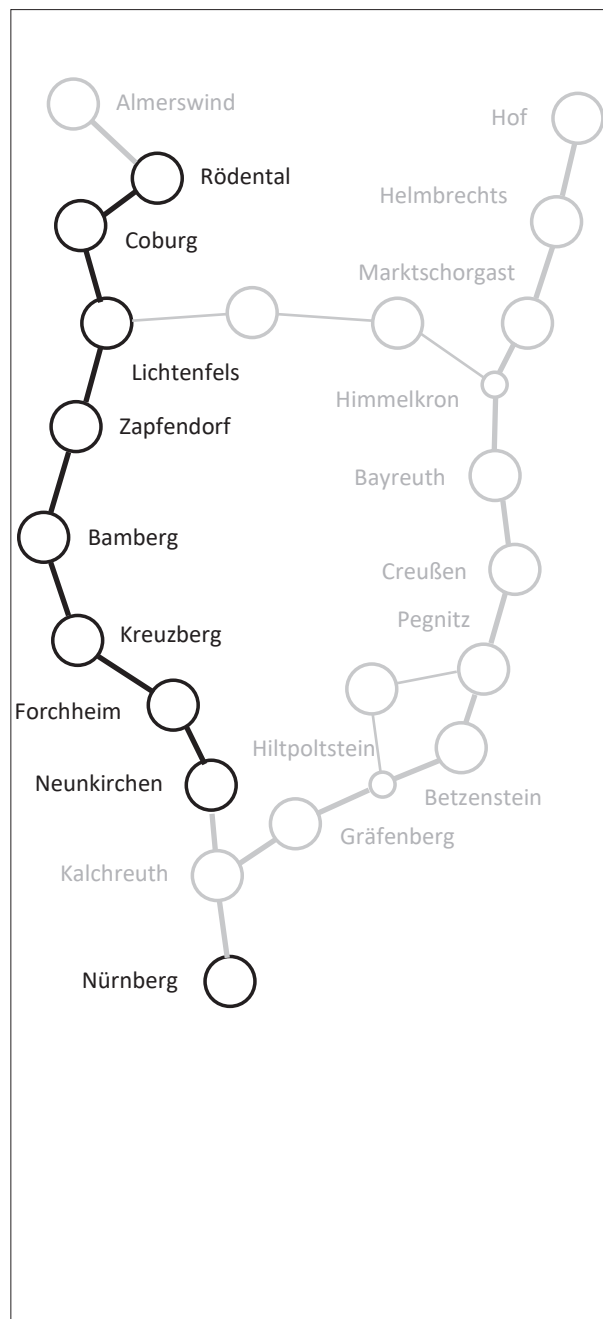 Almerswind
Hof
Rödental
Helmbrechts
Coburg
Marktschorgast
Lichtenfels
Himmelkron
Zapfendorf
Bayreuth
Bamberg
Creußen
Pegnitz
Kreuzberg
Forchheim
Hiltpoltstein
Neunkirchen
Betzenstein
Gräfenberg
Kalchreuth
Nürnberg